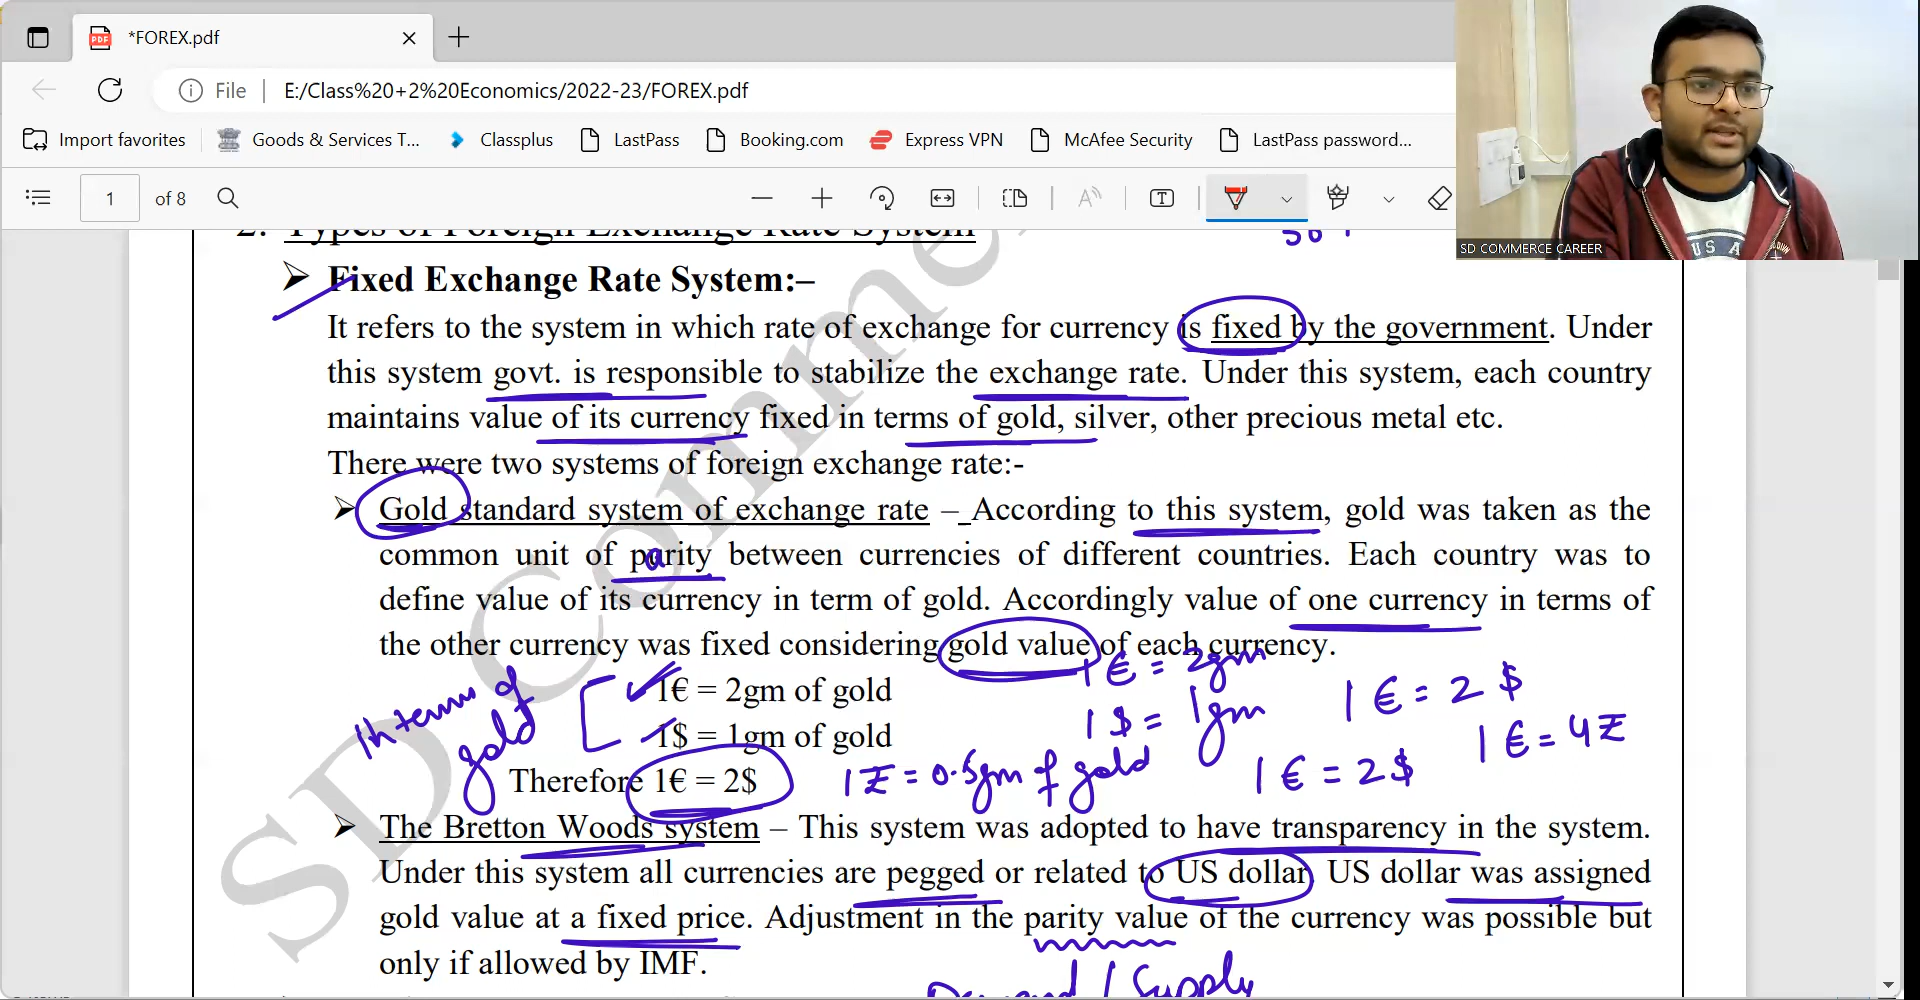 *FOREX.pdf
File
E:/Class%20+2%20Economics/2022-23/FOREX.pdf
Import favorites
Goods & Services T...
Classplus
LastPass
Booking.com
Express VPN
McAfee Security
LastPass password...
1 of 8
SD COMMERCE CAREER
USA
2. Types of Foreign Exchange Rate System
➢ Fixed Exchange Rate System:–
It refers to the system in which rate of exchange for currency is fixed by the government. Under
this system govt. is responsible to stabilize the exchange rate. Under this system, each country
maintains value of its currency fixed in terms of gold, silver, other precious metal etc.
There were two systems of foreign exchange rate:-
➢ Gold standard system of exchange rate – According to this system, gold was taken as the
common unit of parity between currencies of different countries. Each country was to
a
define value of its currency in term of gold. Accordingly value of one currency in terms of
the other currency was fixed considering gold value of each currency.
In terms of
gold
1€ = 2gm of gold
1$ = 1gm of gold
Therefore 1€ = 2$
1 € = 2gm
1 $ = 1gm
1 € = 2 $
= 0.5gm of gold
1 € = 2$
1 € = 4
➢ The Bretton Woods system – This system was adopted to have transparency in the system.
Under this system all currencies are pegged or related to US dollar. US dollar was assigned
gold value at a fixed price. Adjustment in the parity value of the currency was possible but
only if allowed by IMF.
Demand / Supply
SD Comme